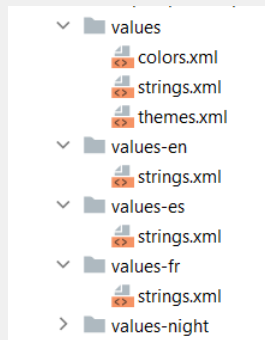 values
colors.xml
strings.xml
themes.xml
values-en
strings.xml
values-es
strings.xml
values-fr
strings.xml
values-night